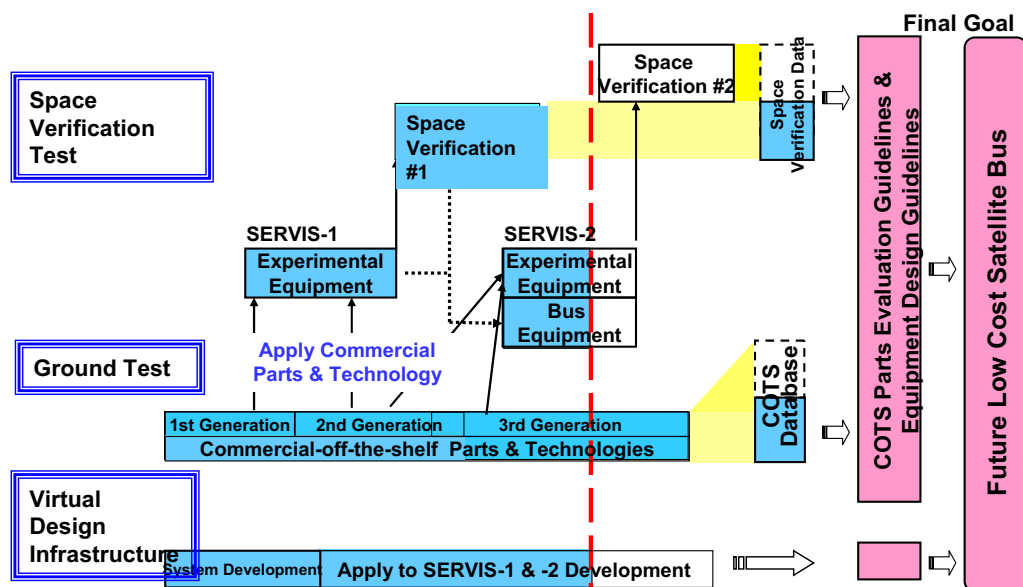 Final Goal
Space
Verification
Test
Space
Verification #2
Space
Verification Data
Space
Verification
#1
SERVIS-1
Experimental
Equipment
SERVIS-2
Experimental
Equipment
Bus
Equipment
Ground Test
Apply Commercial
Parts & Technology
1st Generation
2nd Generation
3rd Generation
Commercial-off-the-shelf Parts & Technologies
COTS
Database
COTS Parts Evaluation Guidelines &
Equipment Design Guidelines
Future Low Cost Satellite Bus
Virtual
Design
Infrastructure
System Development
Apply to SERVIS-1 & -2 Development